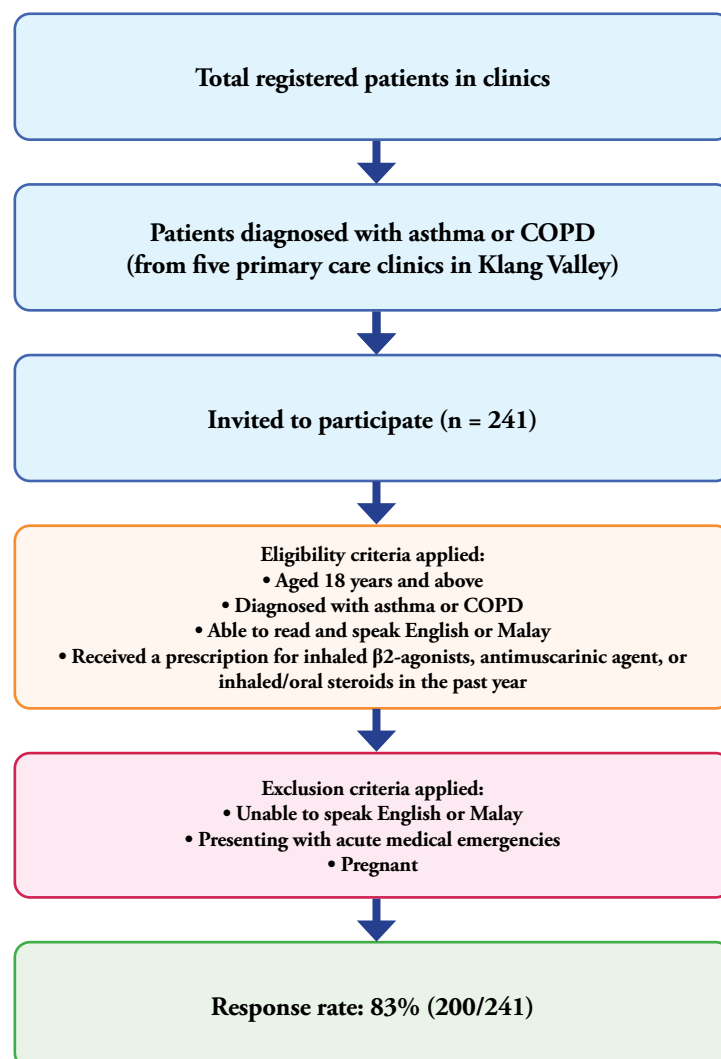 Total registered patients in clinics
Patients diagnosed with asthma or COPD
(from five primary care clinics in Klang Valley)
Invited to participate (n = 241)
Eligibility criteria applied:
• Aged 18 years and above
• Diagnosed with asthma or COPD
• Able to read and speak English or Malay
• Received a prescription for inhaled β2-agonists, antimuscarinic agent, or
inhaled/oral steroids in the past year
Exclusion criteria applied:
• Unable to speak English or Malay
• Presenting with acute medical emergencies
• Pregnant
Response rate: 83% (200/241)